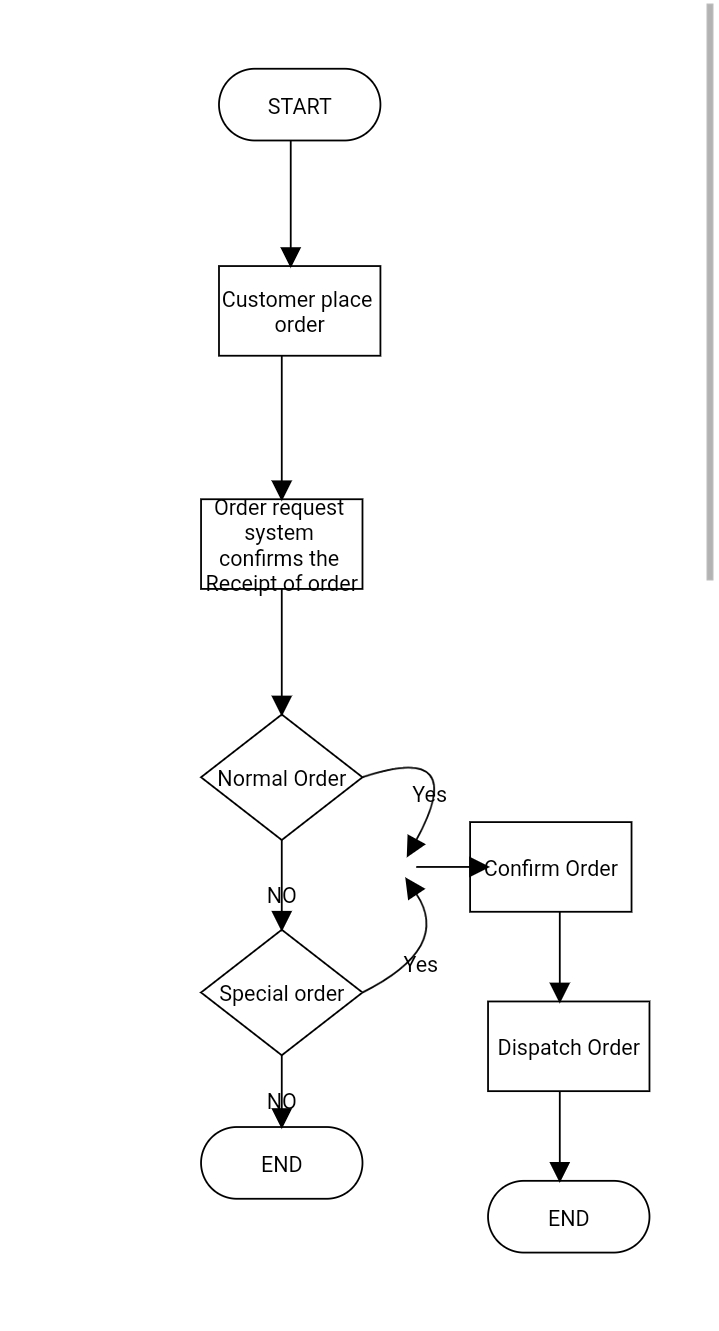 START
Customer place
order
Order request
system
confirms the
Receipt of order
Normal Order
Yes
Confirm Order
NO
Yes
Special order
Dispatch Order
NO
END
END